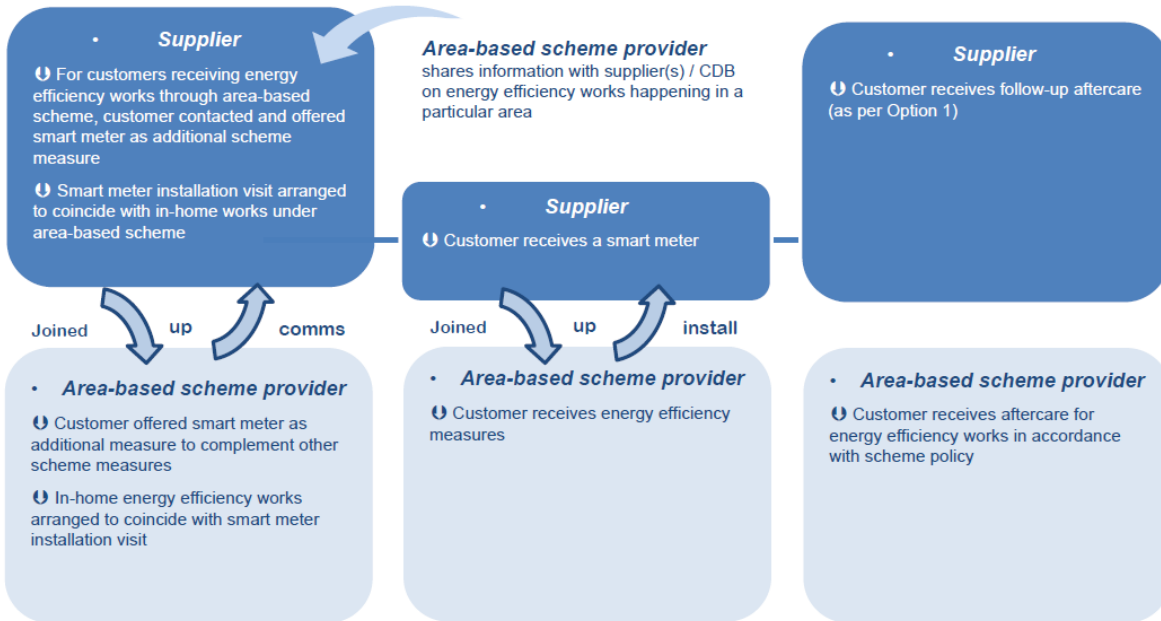 • Supplier
For customers receiving energy
efficiency works through area-based
scheme, customer contacted and offered
smart meter as additional scheme
measure
Smart meter installation visit arranged
to coincide with in-home works under
area-based scheme
Area-based scheme provider
shares information with supplier(s) / CDB
on energy efficiency works happening in a
particular area
• Supplier
Customer receives a smart meter
• Supplier
Customer receives follow-up aftercare
(as per Option 1)
Joined up comms
Joined up install
• Area-based scheme provider
Customer offered smart meter as
additional measure to complement other
scheme measures
In-home energy efficiency works
arranged to coincide with smart meter
installation visit
• Area-based scheme provider
Customer receives energy efficiency
measures
• Area-based scheme provider
Customer receives aftercare for
energy efficiency works in accordance
with scheme policy